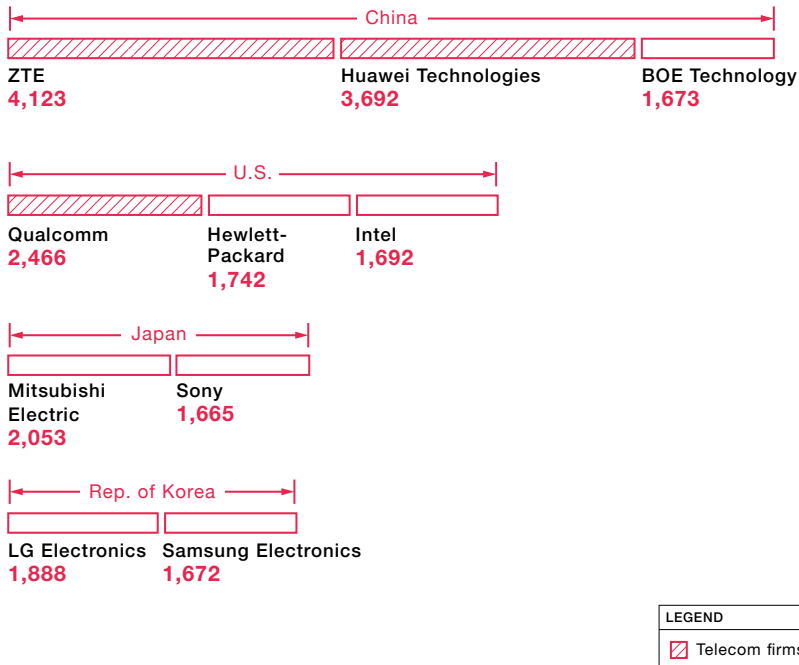 China
ZTE
4,123
Huawei Technologies
3,692
BOE Technology
1,673
U.S.
Qualcomm
2,466
Hewlett-
Packard
1,742
Intel
1,692
Japan
Mitsubishi
Electric
2,053
Sony
1,665
Rep. of Korea
LG Electronics
1,888
Samsung Electronics
1,672
LEGEND
Telecom firms